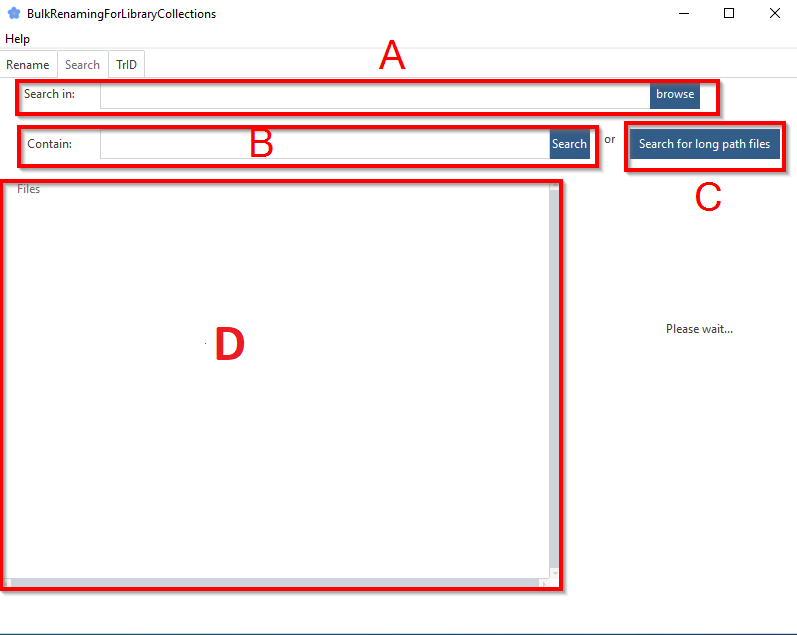 BulkRenamingForLibraryCollections
Help
Rename Search TrID
A
Search in: browse
Contain: B Search or Search for long path files
C
Files
D
Please wait...